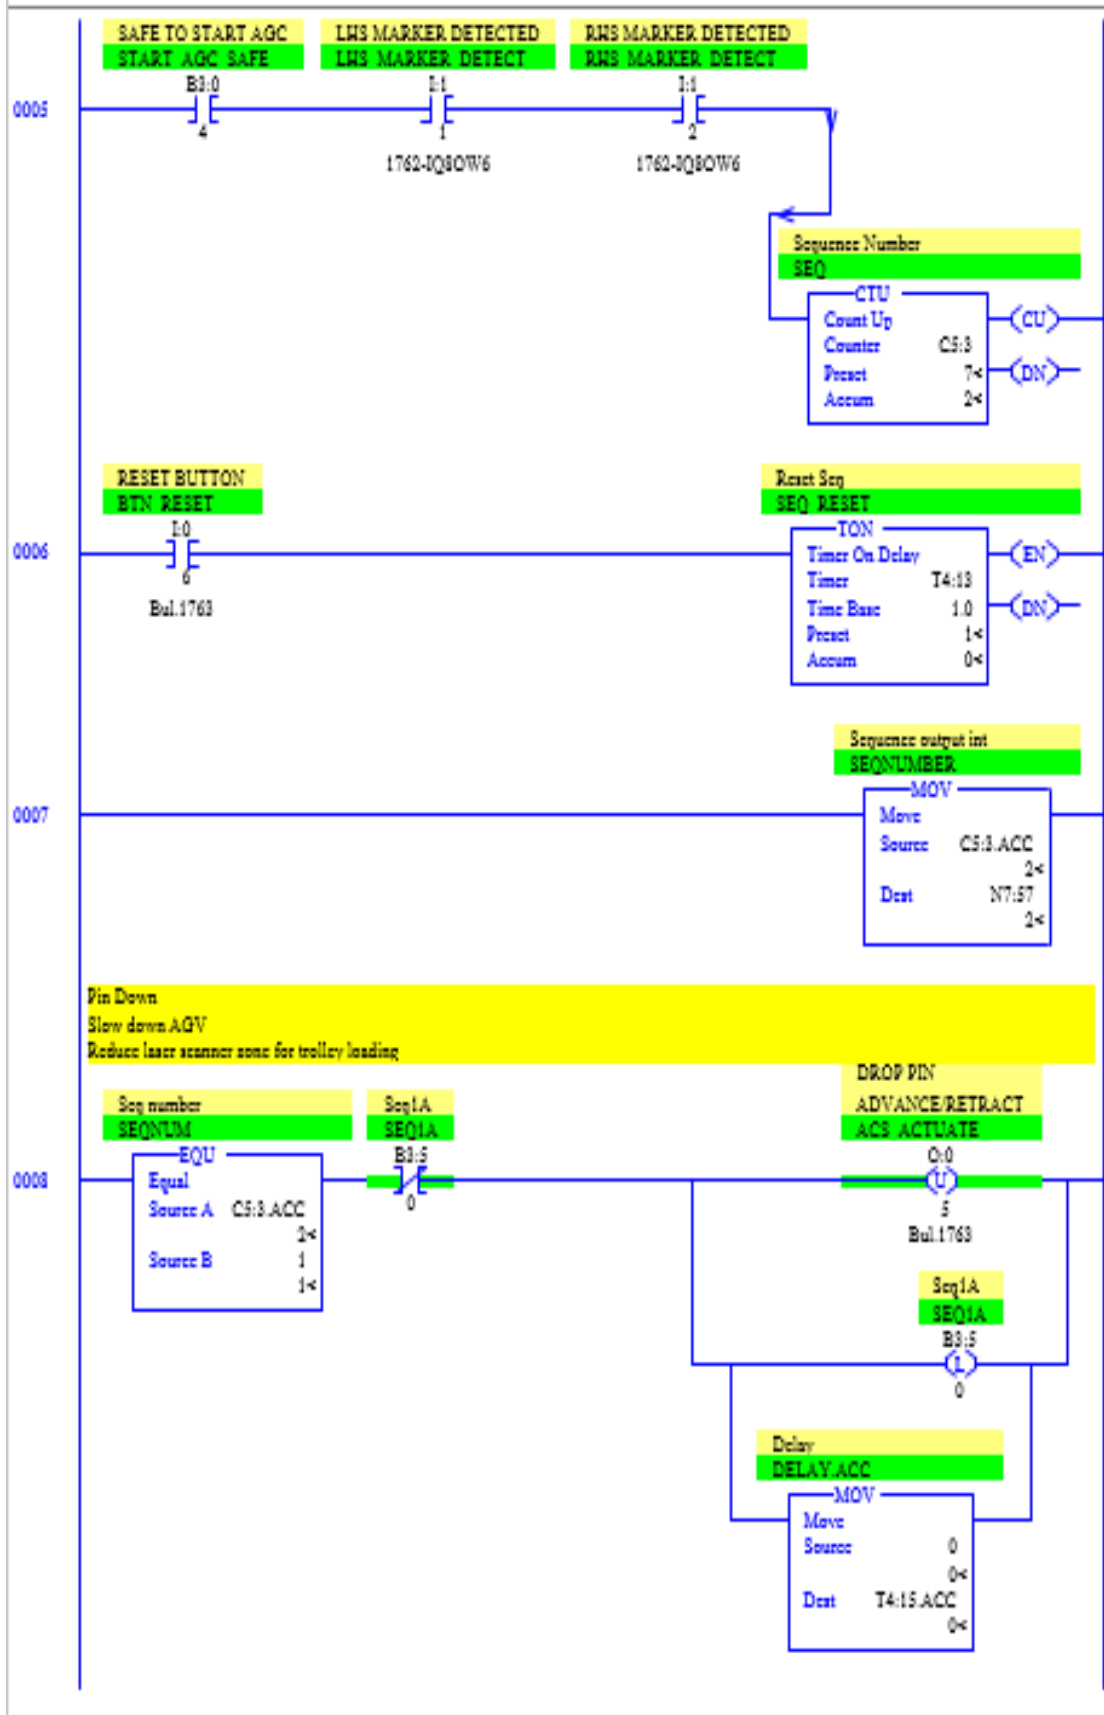 SAFE TO START AGC
START_AGC_SAFE
B3:0
4
LHS MARKER DETECTED
LHS_MARKER_DETECT
I:1
1
1762-IQ8OW6
RHS MARKER DETECTED
RHS_MARKER_DETECT
I:1
2
1762-IQ8OW6
0005
Sequence Number
SEQ
CTU
Count Up
CU
Counter C5:3
Preset 7<
DN
Accum 2<
RESET BUTTON
BTN_RESET
I:0
6
Bul.1763
0006
Reset Seq
SEQ_RESET
TON
Timer On Delay
EN
Timer T4:13
Time Base 1.0
DN
Preset 1<
Accum 0<
0007
Sequence output int
SEQNUMBER
MOV
Move
Source C5:3.ACC
2<
Dest N7:57
2<
Pin Down
Slow down AGV
Reduce laser scanner zone for trolley loading
0008
Seq number
SEQNUM
EQU
Equal
Source A C5:3.ACC
2<
Source B 1
1<
Seq1A
SEQ1A
B3:5
0
DROP PIN
ADVANCE/RETRACT
ACS_ACTUATE
O:0
U
5
Bul.1763
Seq1A
SEQ1A
B3:5
L
0
Delay
DELAY.ACC
MOV
Move
Source 0
0<
Dest T4:15.ACC
0<